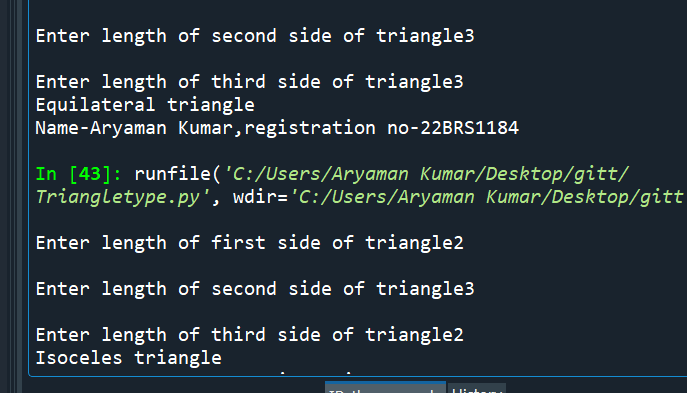 Enter length of second side of triangle3
Enter length of third side of triangle3
Equilateral triangle
Name-Aryaman Kumar,registration no-22BRS1184
In [43]: runfile('C:/Users/Aryaman Kumar/Desktop/gitt/
Triangletype.py', wdir='C:/Users/Aryaman Kumar/Desktop/gitt
Enter length of first side of triangle2
Enter length of second side of triangle3
Enter length of third side of triangle2
Isoceles triangle
History